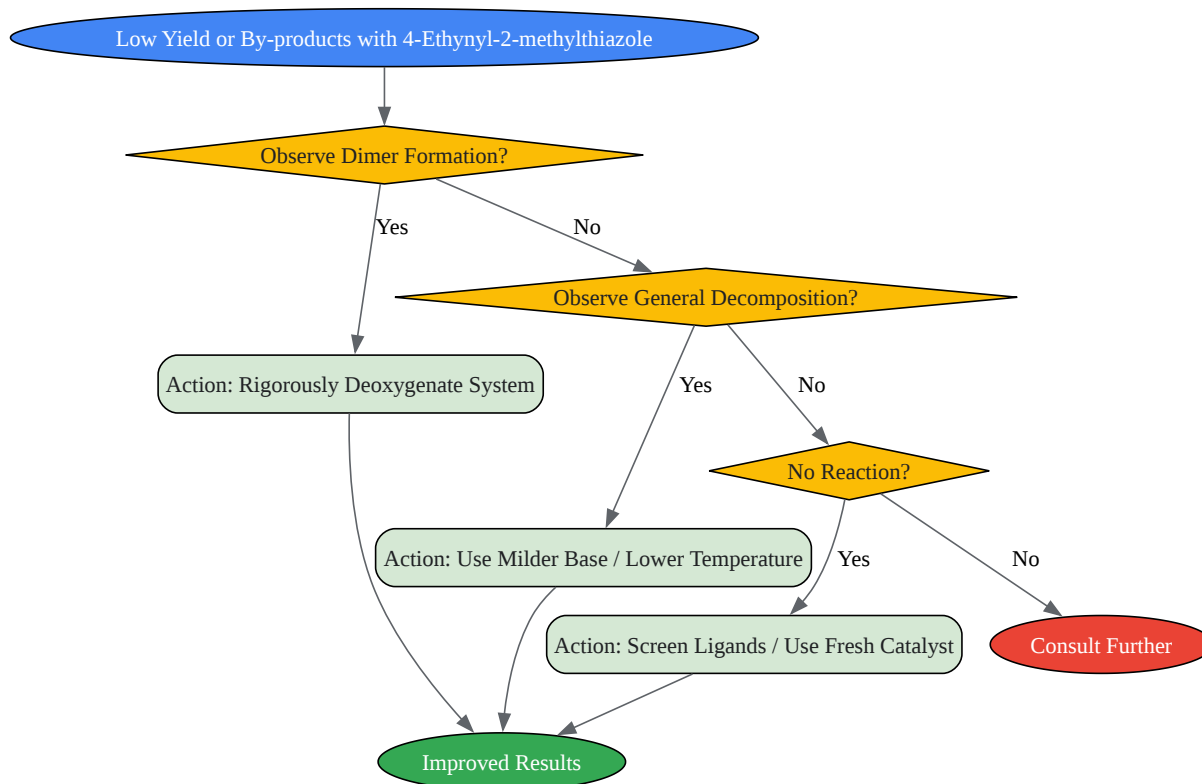 Low Yield or By-products with 4-Ethynyl-2-methylthiazole
Observe Dimer Formation?
Yes
No
Observe General Decomposition?
Action: Rigorously Deoxygenate System
Yes
No
No Reaction?
Action: Use Milder Base / Lower Temperature
Yes
No
Action: Screen Ligands / Use Fresh Catalyst
Consult Further
Improved Results